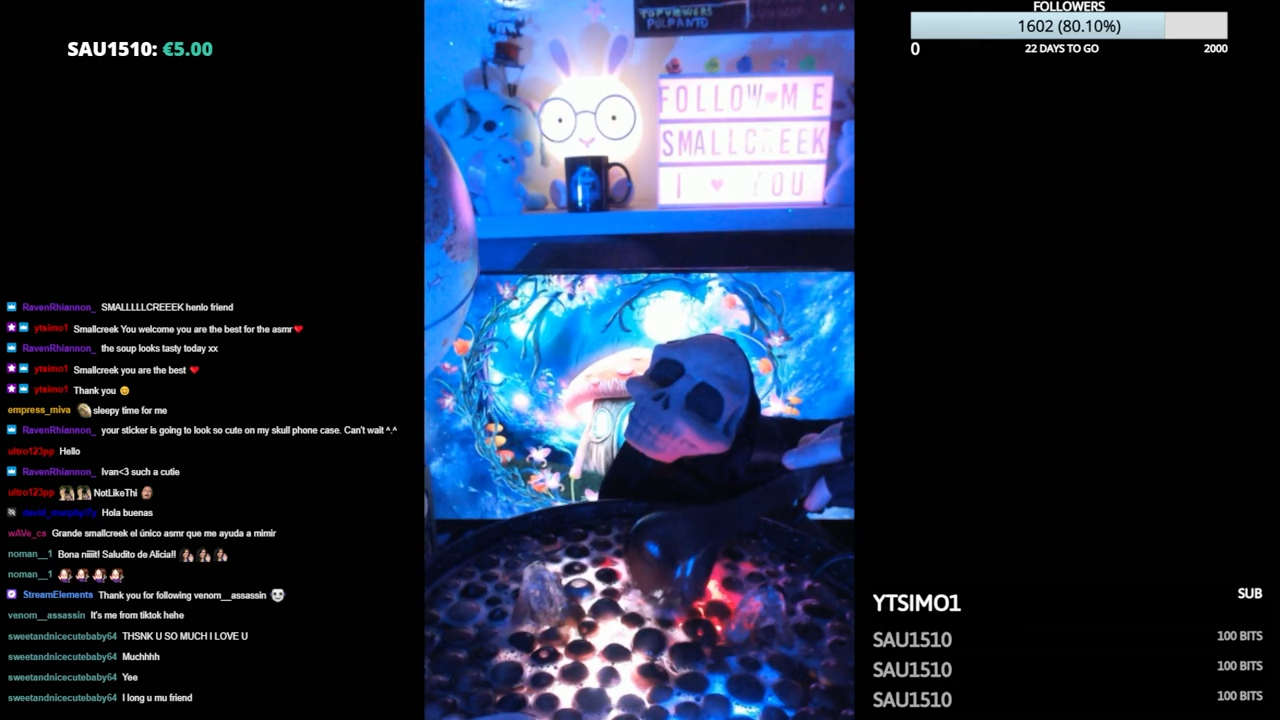 SAU1510: €5.00
TOPVIEWERS
PULPANTO
FOLLOW♥ME
SMALLCREEK
I ♥ YOU
FOLLOWERS
1602 (80.10%)
0 22 DAYS TO GO 2000
RavenRhiannon_ SMALLLLLCREEEK henlo friend
ytsimo1 Smallcreek You welcome you are the best for the asmr❤
RavenRhiannon_ the soup looks tasty today xx
ytsimo1 Smallcreek you are the best ❤
ytsimo1 Thank you 😊
empress_miva sleepy time for me
RavenRhiannon_ your sticker is going to look so cute on my skull phone case. Can't wait ^.^
ultro123pp Hello
RavenRhiannon_ Ivan<3 such a cutie
ultro123pp NotLikeThi
Hola buenas
wAVe_cs Grande smallcreek el único asmr que me ayuda a mimir
noman__1 Bona niiiit! Saludito de Alicia!!
noman__1
StreamElements Thank you for following venom__assassin
venom__assassin It's me from tiktok hehe
sweetandnicecutebaby64 THSNK U SO MUCH I LOVE U
sweetandnicecutebaby64 Muchhhh
sweetandnicecutebaby64 Yee
sweetandnicecutebaby64 I long u mu friend
YTSIMO1 SUB
SAU1510 100 BITS
SAU1510 100 BITS
SAU1510 100 BITS